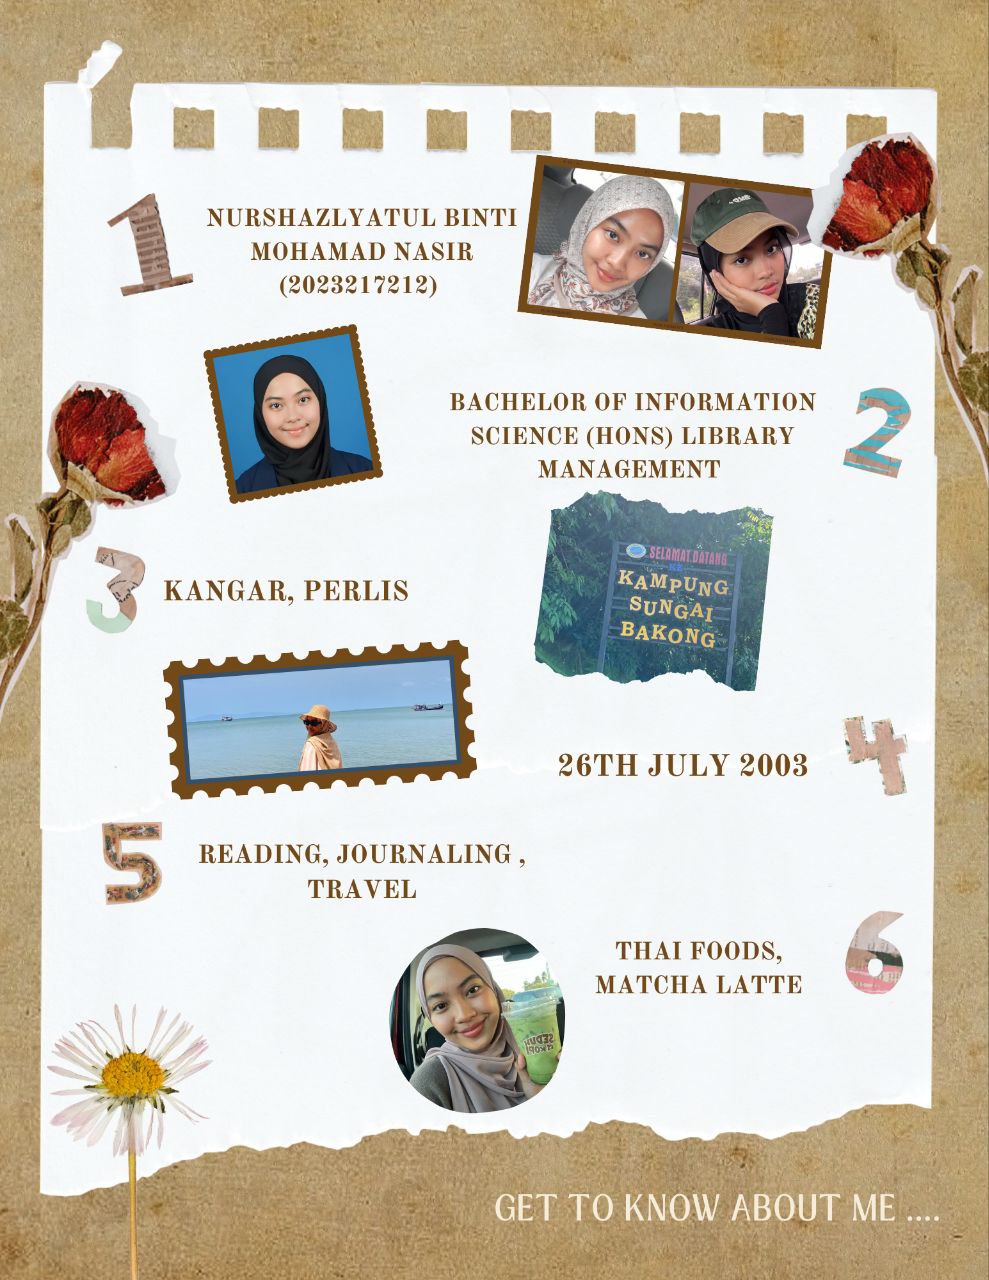 1
NURSHAZLYATUL BINTI
MOHAMAD NASIR
(2023217212)
BACHELOR OF INFORMATION
SCIENCE (HONS) LIBRARY
MANAGEMENT
2
SELAMAT DATANG
KE
KAMPUNG
SUNGAI
BAKONG
3
KANGAR, PERLIS
26TH JULY 2003
4
5
READING, JOURNALING ,
TRAVEL
THAI FOODS,
MATCHA LATTE
6
SEDUH
GET TO KNOW ABOUT ME ....